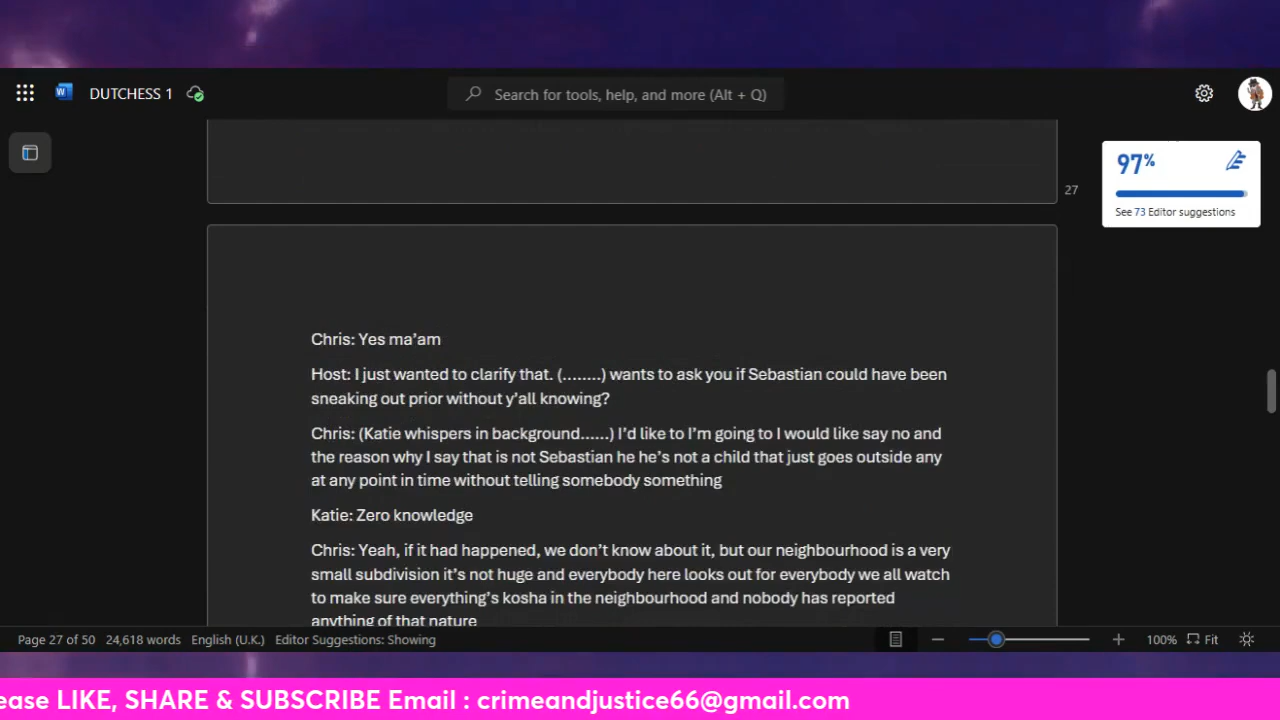 DUTCHESS 1
Search for tools, help, and more (Alt + Q)
97%
See 73 Editor suggestions
27
Chris: Yes ma’am
Host: I just wanted to clarify that. (……..) wants to ask you if Sebastian could have been
sneaking out prior without y’all knowing?
Chris: (Katie whispers in background……) I’d like to I’m going to I would like say no and
the reason why I say that is not Sebastian he he’s not a child that just goes outside any
at any point in time without telling somebody something
Katie: Zero knowledge
Chris: Yeah, if it had happened, we don’t know about it, but our neighbourhood is a very
small subdivision it’s not huge and everybody here looks out for everybody we all watch
to make sure everything’s kosha in the neighbourhood and nobody has reported
anything of that nature
Page 27 of 50 24,618 words English (U.K.) Editor Suggestions: Showing 100% Fit
ease LIKE, SHARE & SUBSCRIBE Email : crimeandjustice66@gmail.com